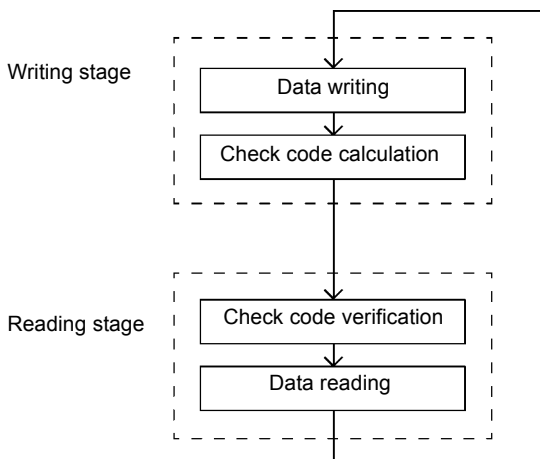 Writing stage
Data writing
Check code calculation
Reading stage
Check code verification
Data reading